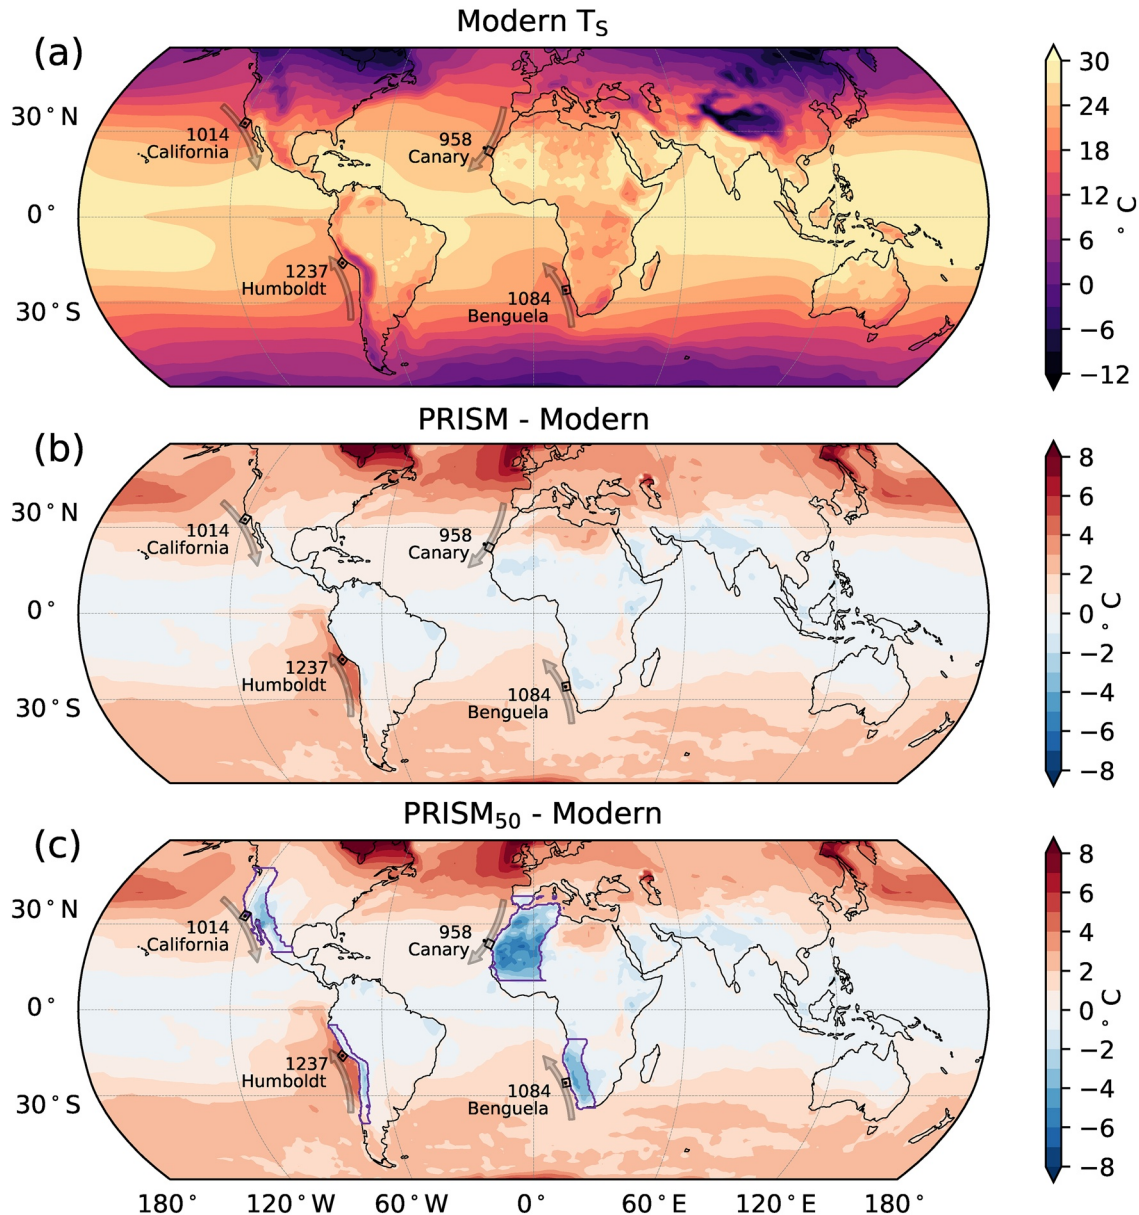 Modern T_S
(a)
30°N
0°
30°S
1014
California
958
Canary
1237
Humboldt
1084
Benguela
30
24
18
12
6
0
−6
−12
°C
PRISM - Modern
(b)
30°N
0°
30°S
1014
California
958
Canary
1237
Humboldt
1084
Benguela
8
6
4
2
0
−2
−4
−6
−8
°C
PRISM₅₀ - Modern
(c)
30°N
0°
30°S
1014
California
958
Canary
1237
Humboldt
1084
Benguela
8
6
4
2
0
−2
−4
−6
−8
°C
180° 120°W 60°W 0° 60°E 120°E 180°